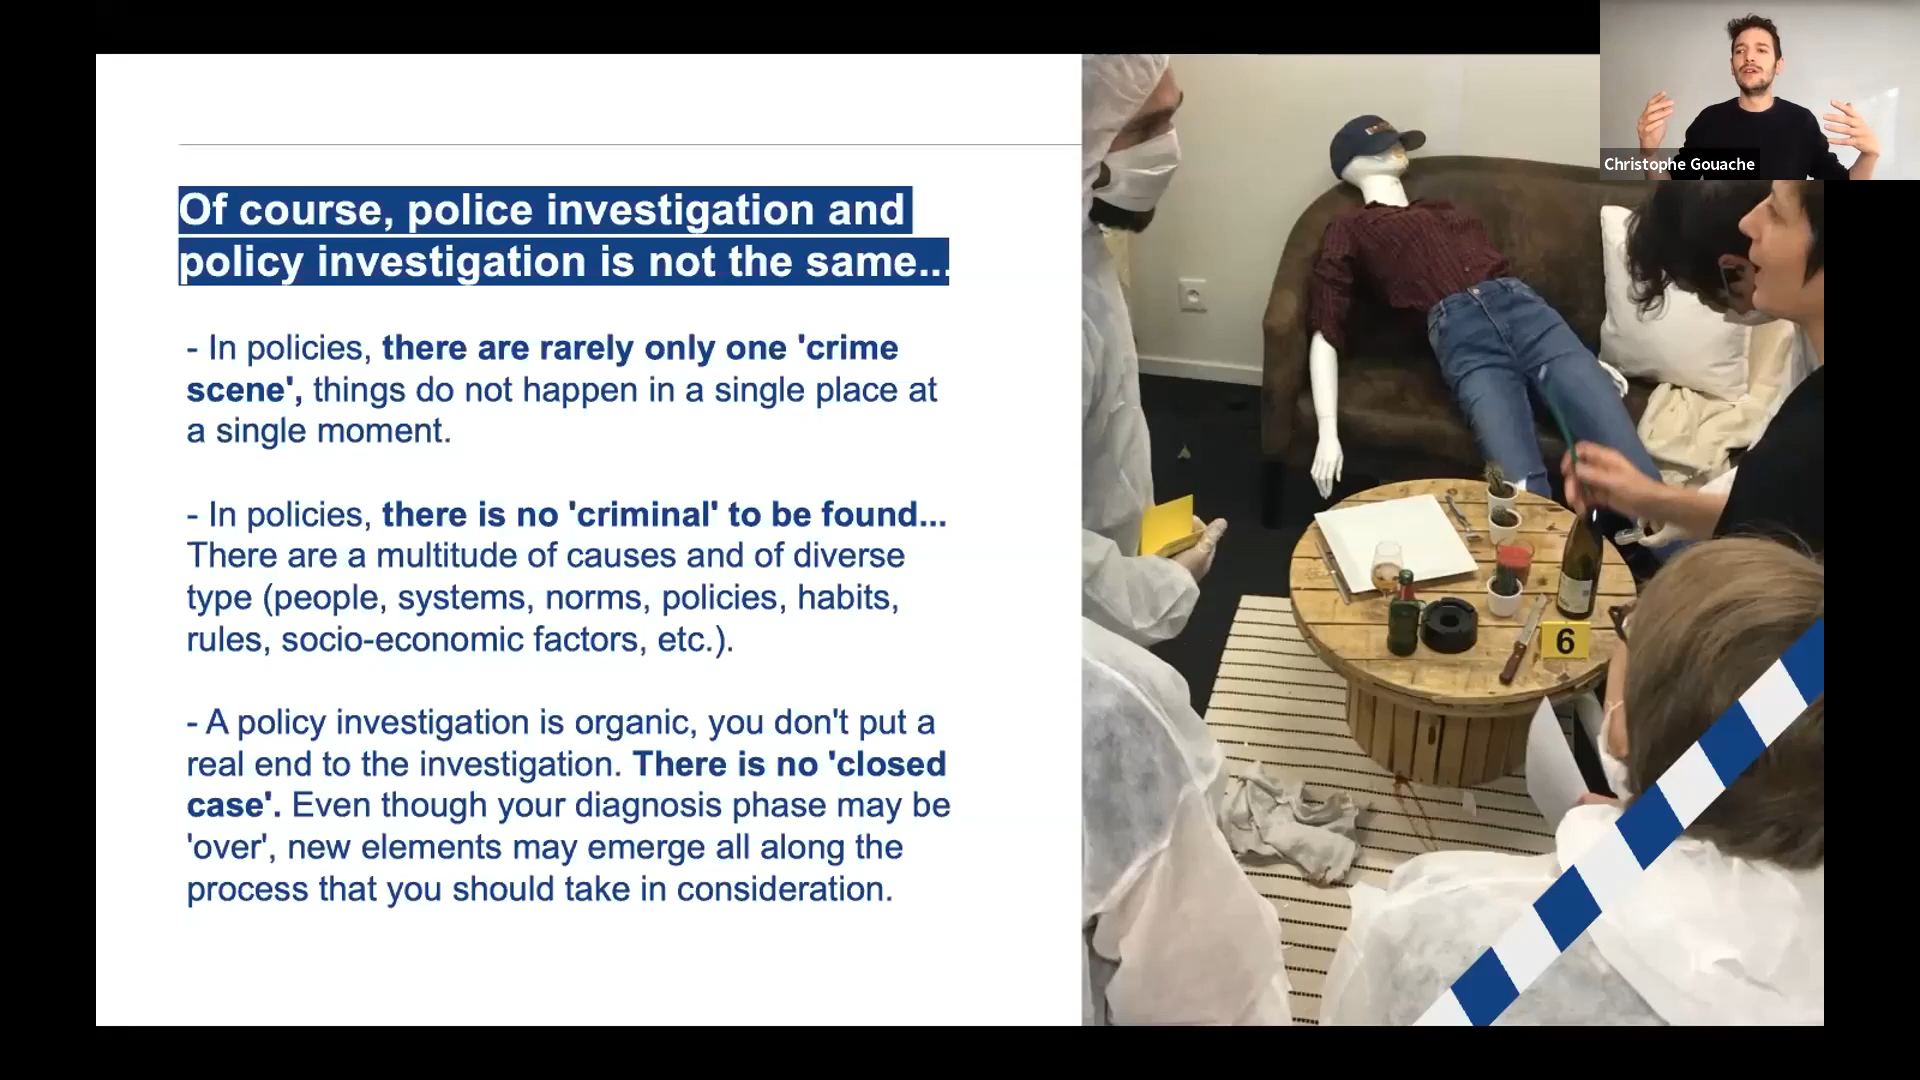 Christophe Gouache
Of course, police investigation and
policy investigation is not the same...
- In policies, there are rarely only one 'crime
scene', things do not happen in a single place at
a single moment.
- In policies, there is no 'criminal' to be found...
There are a multitude of causes and of diverse
type (people, systems, norms, policies, habits,
rules, socio-economic factors, etc.).
- A policy investigation is organic, you don't put a
real end to the investigation. There is no 'closed
case'. Even though your diagnosis phase may be
'over', new elements may emerge all along the
process that you should take in consideration.
6